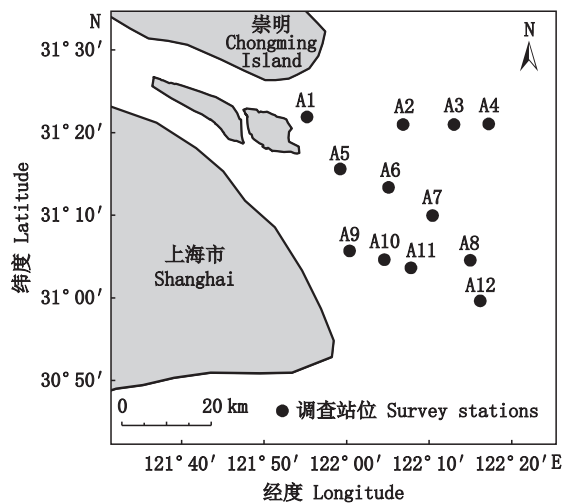 N
31°30′
31°20′
31°10′
31°00′
30°50′
纬度 Latitude
崇明
Chongming
Island
N
A1
A2
A3
A4
A5
A6
A7
A8
A9
A10
A11
A12
上海市
Shanghai
0 20 km
调查站位 Survey stations
121°40′ 121°50′ 122°00′ 122°10′ 122°20′E
经度 Longitude